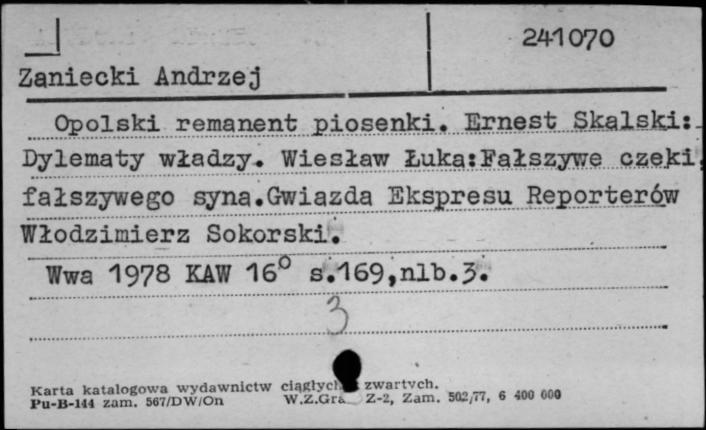 241070
Zaniecki Andrzej
Opolski remanent piosenki. Ernest Skalski:
Dylematy władzy. Wiesław Łuka:Fałszywe czeki
fałszywego syna.Gwiazda Ekspresu Reporterów
Włodzimierz Sokorski.
Wwa 1978 KAW 16° s.169,nlb.3.
3
Karta katalogowa wydawnictw zwartych.
Pu-B-144 zam. 567/DW/On W.Z.Gra Z-2, Zam. 502/77, 6 400 000